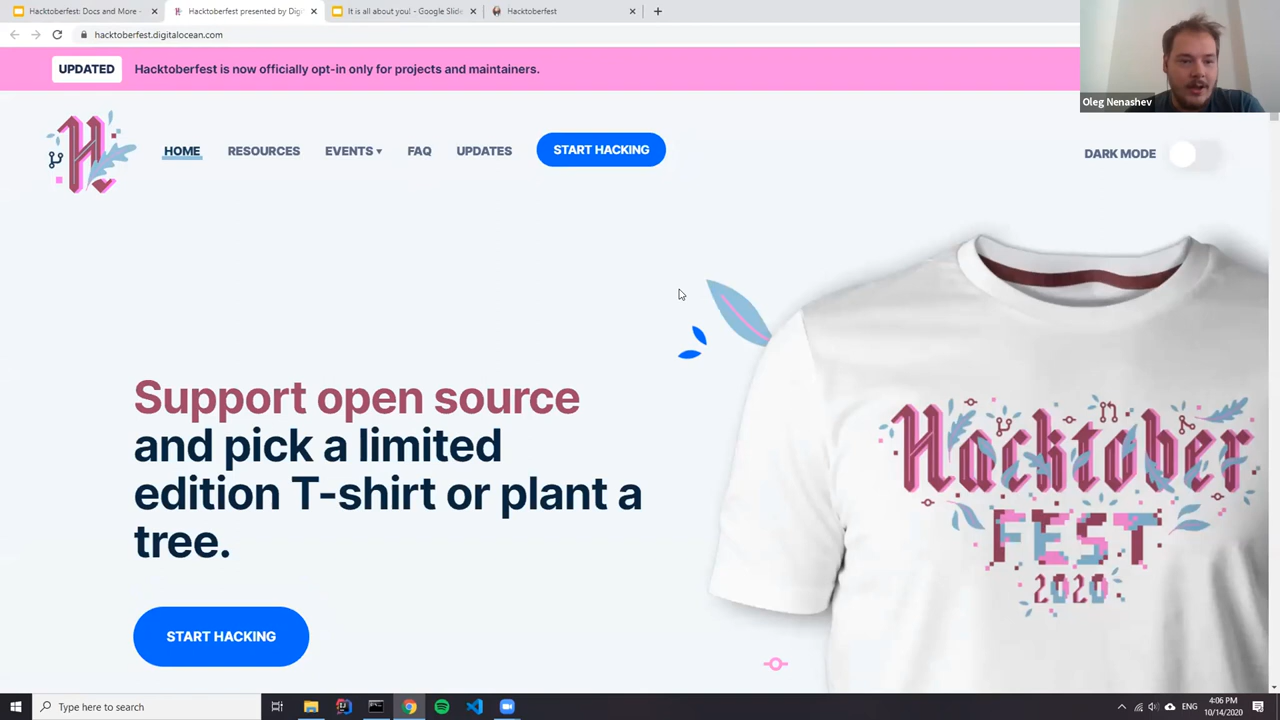 Hacktoberfest: Docs and More -
Hacktoberfest presented by Digi
It is all about you! - Google Slide
Hacktoberfest
hacktoberfest.digitalocean.com
UPDATED Hacktoberfest is now officially opt-in only for projects and maintainers.
Oleg Nenashev
H HOME RESOURCES EVENTS FAQ UPDATES START HACKING DARK MODE
Support open source
and pick a limited
edition T-shirt or plant a
tree.
START HACKING
Hacktober
FEST
2020
Type here to search
ENG
4:06 PM
10/14/2020